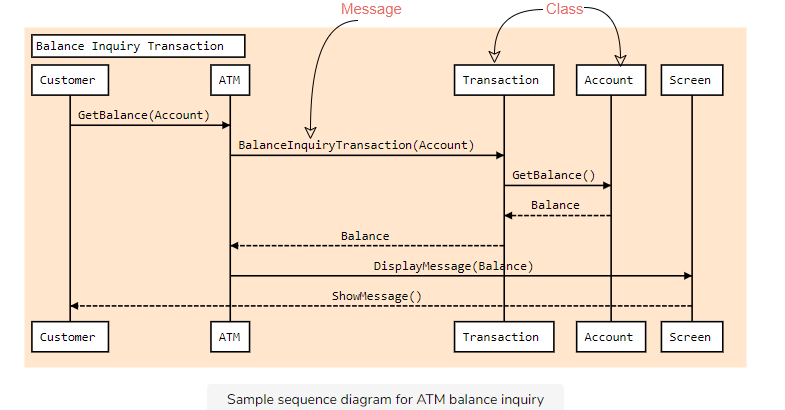 Message
Class
Balance Inquiry Transaction
Customer
ATM
Transaction
Account
Screen
GetBalance(Account)
BalanceInquiryTransaction(Account)
GetBalance()
Balance
Balance
DisplayMessage(Balance)
ShowMessage()
Customer
ATM
Transaction
Account
Screen
Sample sequence diagram for ATM balance inquiry